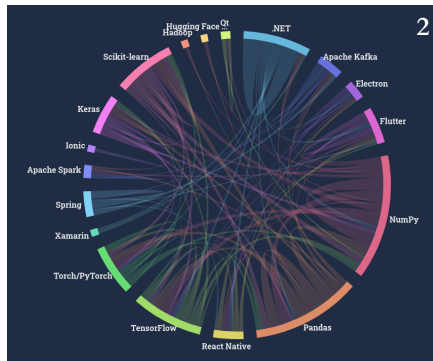 2
Qt
...
Hugging Face
Hadoop
.NET
Scikit-learn
Apache Kafka
Electron
Keras
Flutter
Ionic
Apache Spark
Spring
NumPy
Xamarin
Torch/PyTorch
TensorFlow
Pandas
React Native